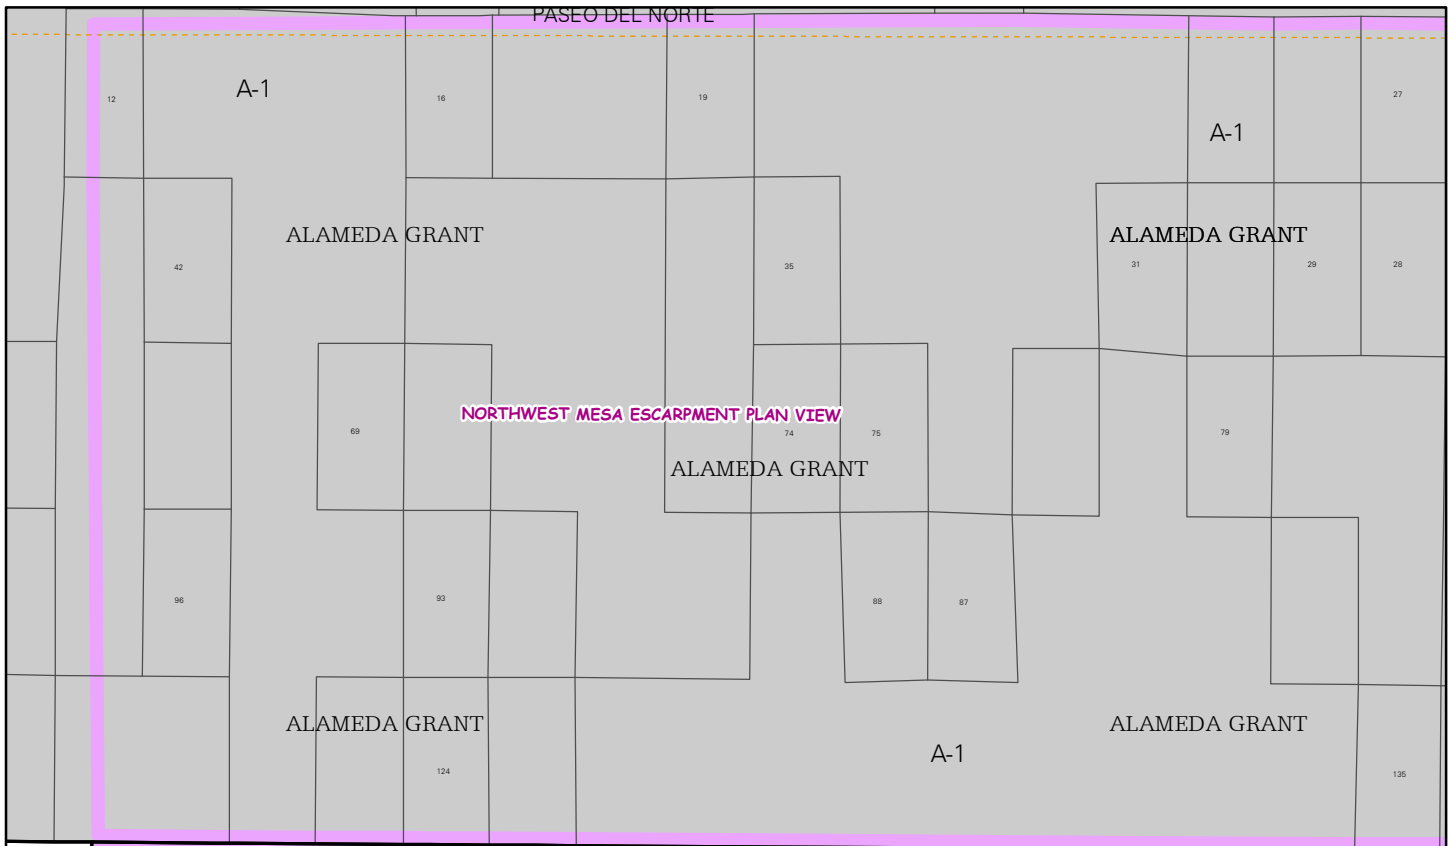 PASEO DEL NORTE
A-1
12
16
19
27
A-1
ALAMEDA GRANT
ALAMEDA GRANT
42
35
31
29
28
NORTHWEST MESA ESCARPMENT PLAN VIEW
69
74
75
79
ALAMEDA GRANT
96
93
88
87
ALAMEDA GRANT
ALAMEDA GRANT
A-1
124
135